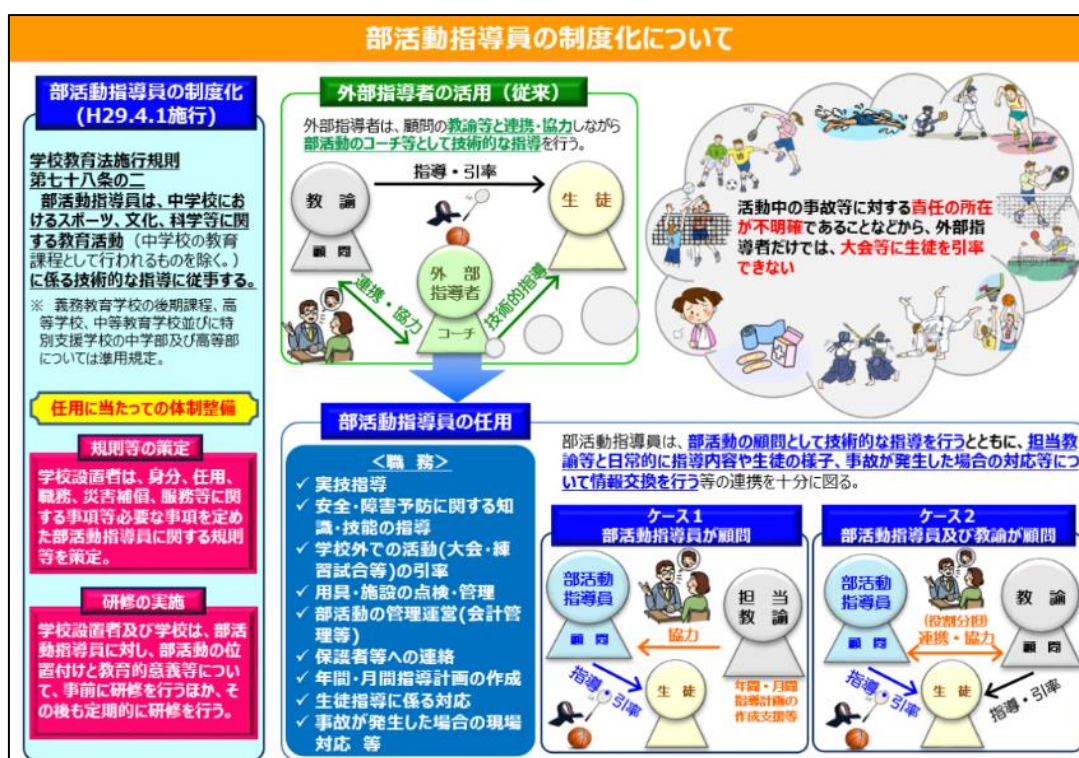 部活動指導員の制度化について
部活動指導員の制度化
(H29.4.1施行)
学校教育法施行規則
第七十八条の二
部活動指導員は、中学校にお
けるスポーツ、文化、科学等に関
する教育活動（中学校の教育
課程として行われるものを除く。）
に係る技術的な指導に従事する。
※ 義務教育学校の後期課程、高
等学校、中等教育学校並びに特
別支援学校の中学部及び高等部
については準用規定。
任用に当たっての体制整備
規則等の策定
学校設置者は、身分、任用、
職務、災害補償、服務等に関
する事項等必要な事項を定め
た部活動指導員に関する規則
等を策定。
研修の実施
学校設置者及び学校は、部活
動指導員に対し、部活動の位
置付けと教育的意義等につい
て、事前に研修を行うほか、そ
の後も定期的に研修を行う。
外部指導者の活用（従来）
外部指導者は、顧問の教諭等と連携・協力しながら
部活動のコーチ等として技術的な指導を行う。
指導・引率
教諭
顧問
生徒
外部
指導者
コーチ
連携・協力
技術的指導
活動中の事故等に対する責任の所在
が不明確であることなどから、外部指
導者だけでは、大会等に生徒を引率
できない
部活動指導員の任用
＜職務＞
✓ 実技指導
✓ 安全・障害予防に関する知
識・技能の指導
✓ 学校外での活動(大会・練
習試合等)の引率
✓ 用具・施設の点検・管理
✓ 部活動の管理運営(会計管
理等)
✓ 保護者等への連絡
✓ 年間・月間指導計画の作成
✓ 生徒指導に係る対応
✓ 事故が発生した場合の現場
対応 等
部活動指導員は、部活動の顧問として技術的な指導を行うとともに、担当教
諭等と日常的に指導内容や生徒の様子、事故が発生した場合の対応等につ
いて情報交換を行う等の連携を十分に図る。
ケース1
部活動指導員が顧問
部活動
指導員
顧問
担当
教諭
協力
指導・引率
生徒
年間・月間
指導計画の
作成支援等
ケース2
部活動指導員及び教諭が顧問
部活動
指導員
顧問
教諭
顧問
(役割分担)
連携・協力
指導・引率
生徒
指導・引率